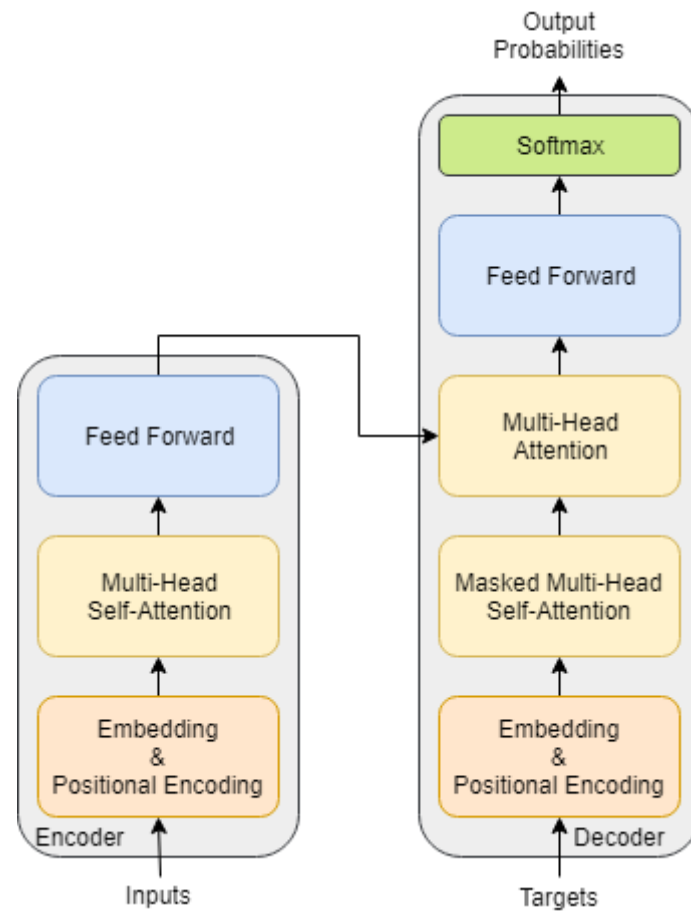 Output
Probabilities
Softmax
Feed Forward
Multi-Head
Attention
Masked Multi-Head
Self-Attention
Embedding
&
Positional Encoding
Decoder
Targets
Feed Forward
Multi-Head
Self-Attention
Embedding
&
Positional Encoding
Encoder
Inputs